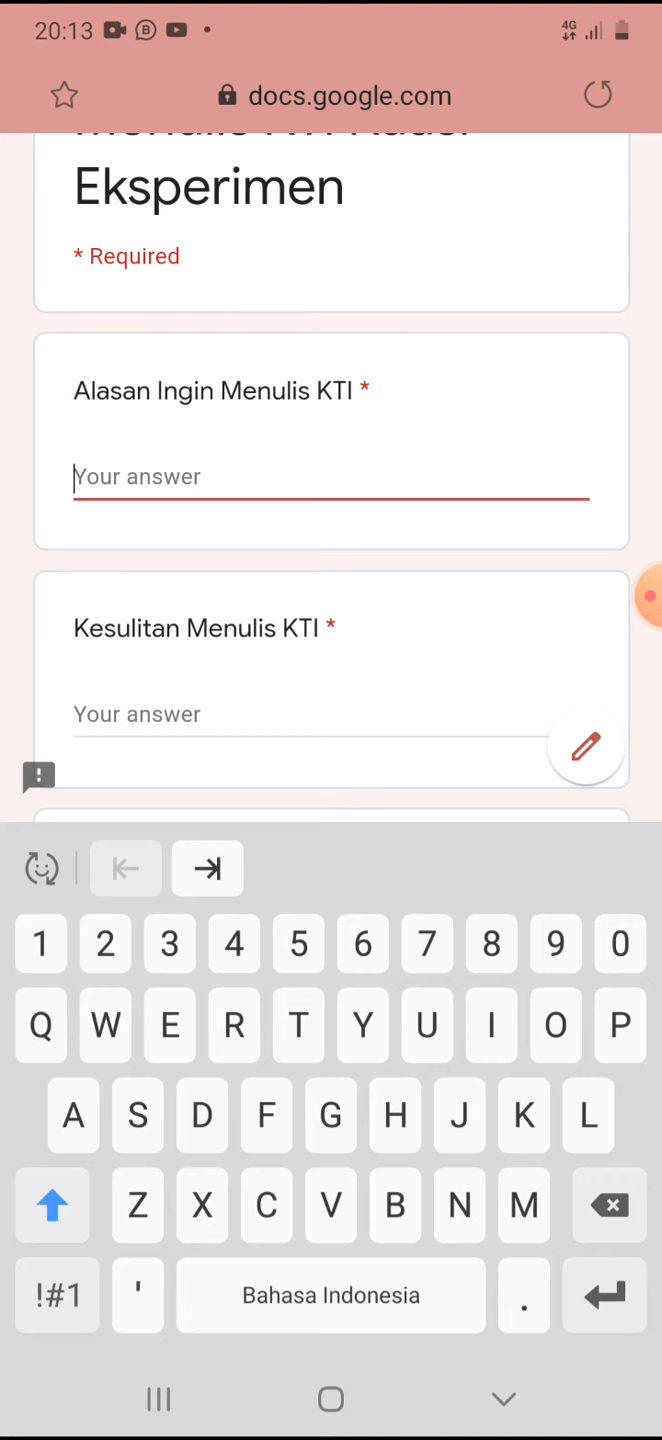 20:13
4G
docs.google.com
Eksperimen
* Required
Alasan Ingin Menulis KTI *
Your answer
Kesulitan Menulis KTI *
Your answer
1 2 3 4 5 6 7 8 9 0
Q W E R T Y U I O P
A S D F G H J K L
Z X C V B N M
!#1 ' Bahasa Indonesia .